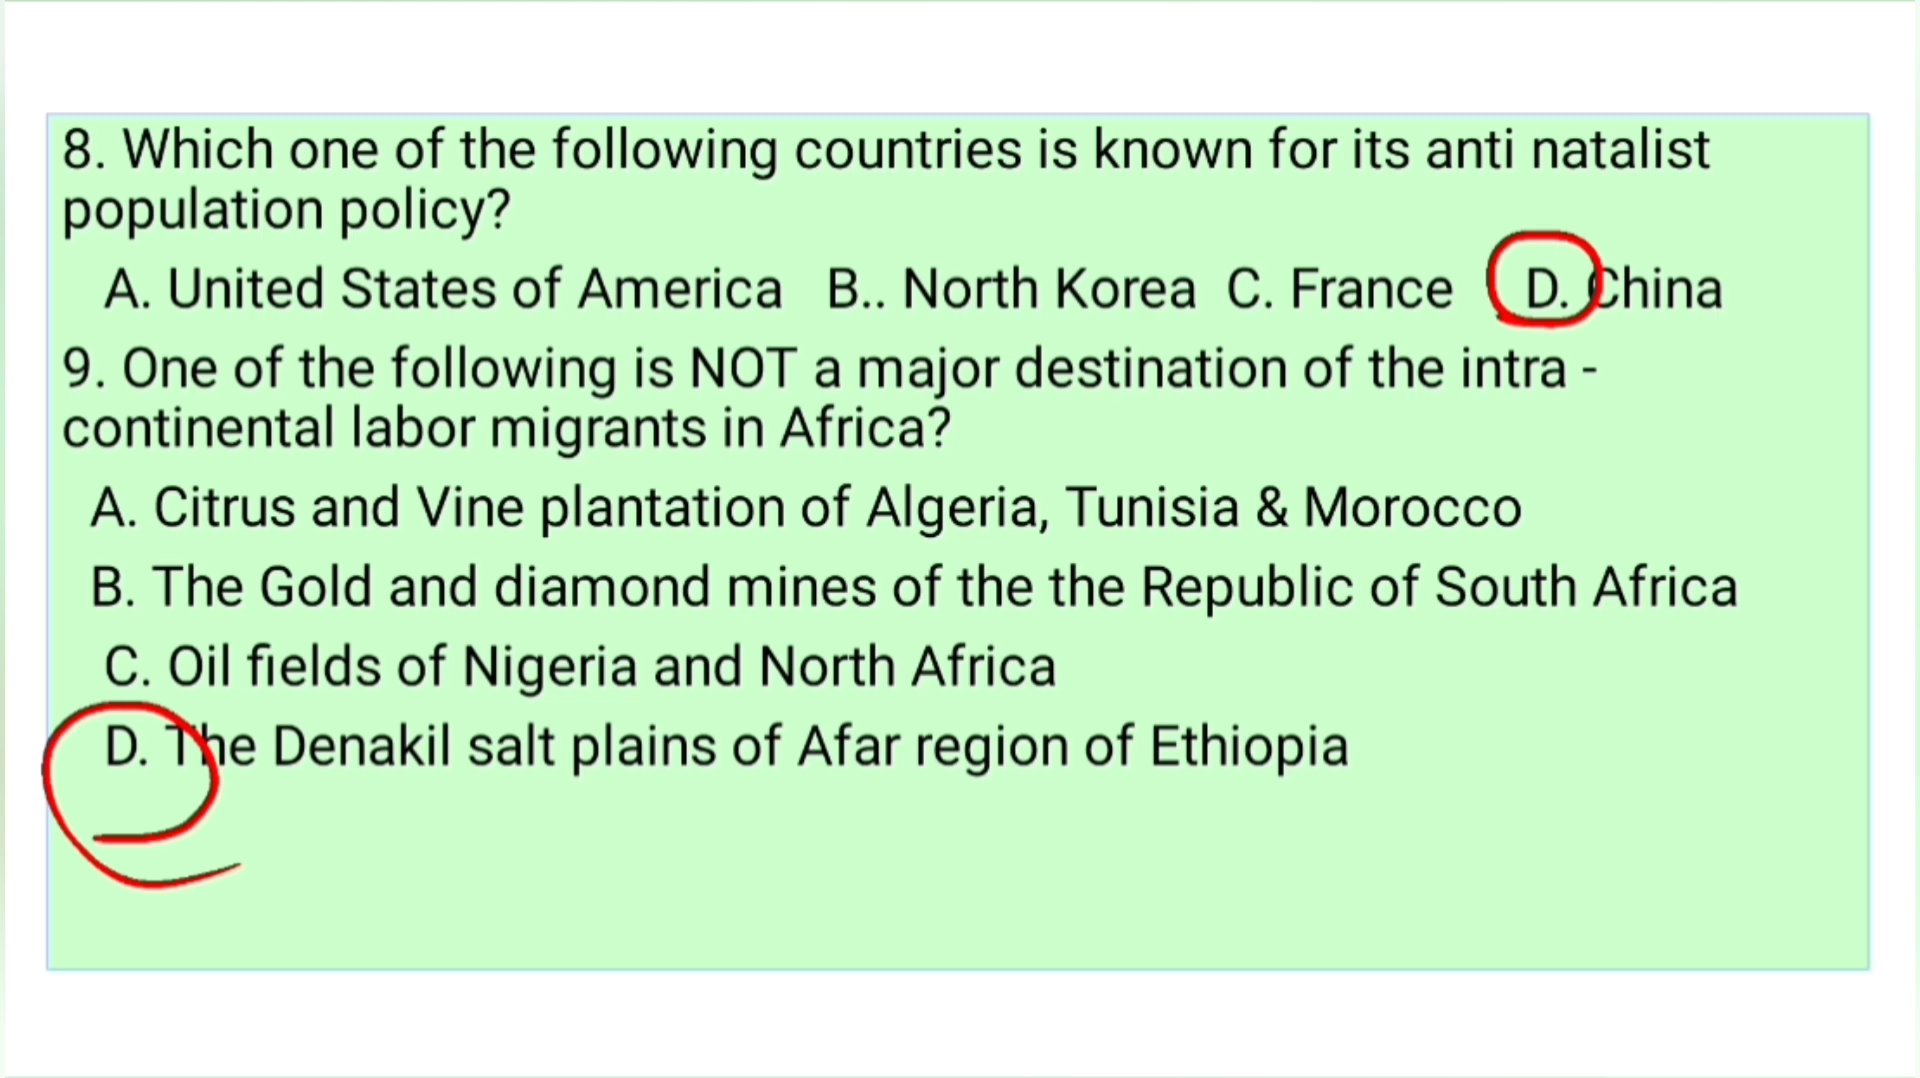 8. Which one of the following countries is known for its anti natalist
population policy?
A. United States of America B.. North Korea C. France D. China
9. One of the following is NOT a major destination of the intra -
continental labor migrants in Africa?
A. Citrus and Vine plantation of Algeria, Tunisia & Morocco
B. The Gold and diamond mines of the the Republic of South Africa
C. Oil fields of Nigeria and North Africa
D. The Denakil salt plains of Afar region of Ethiopia